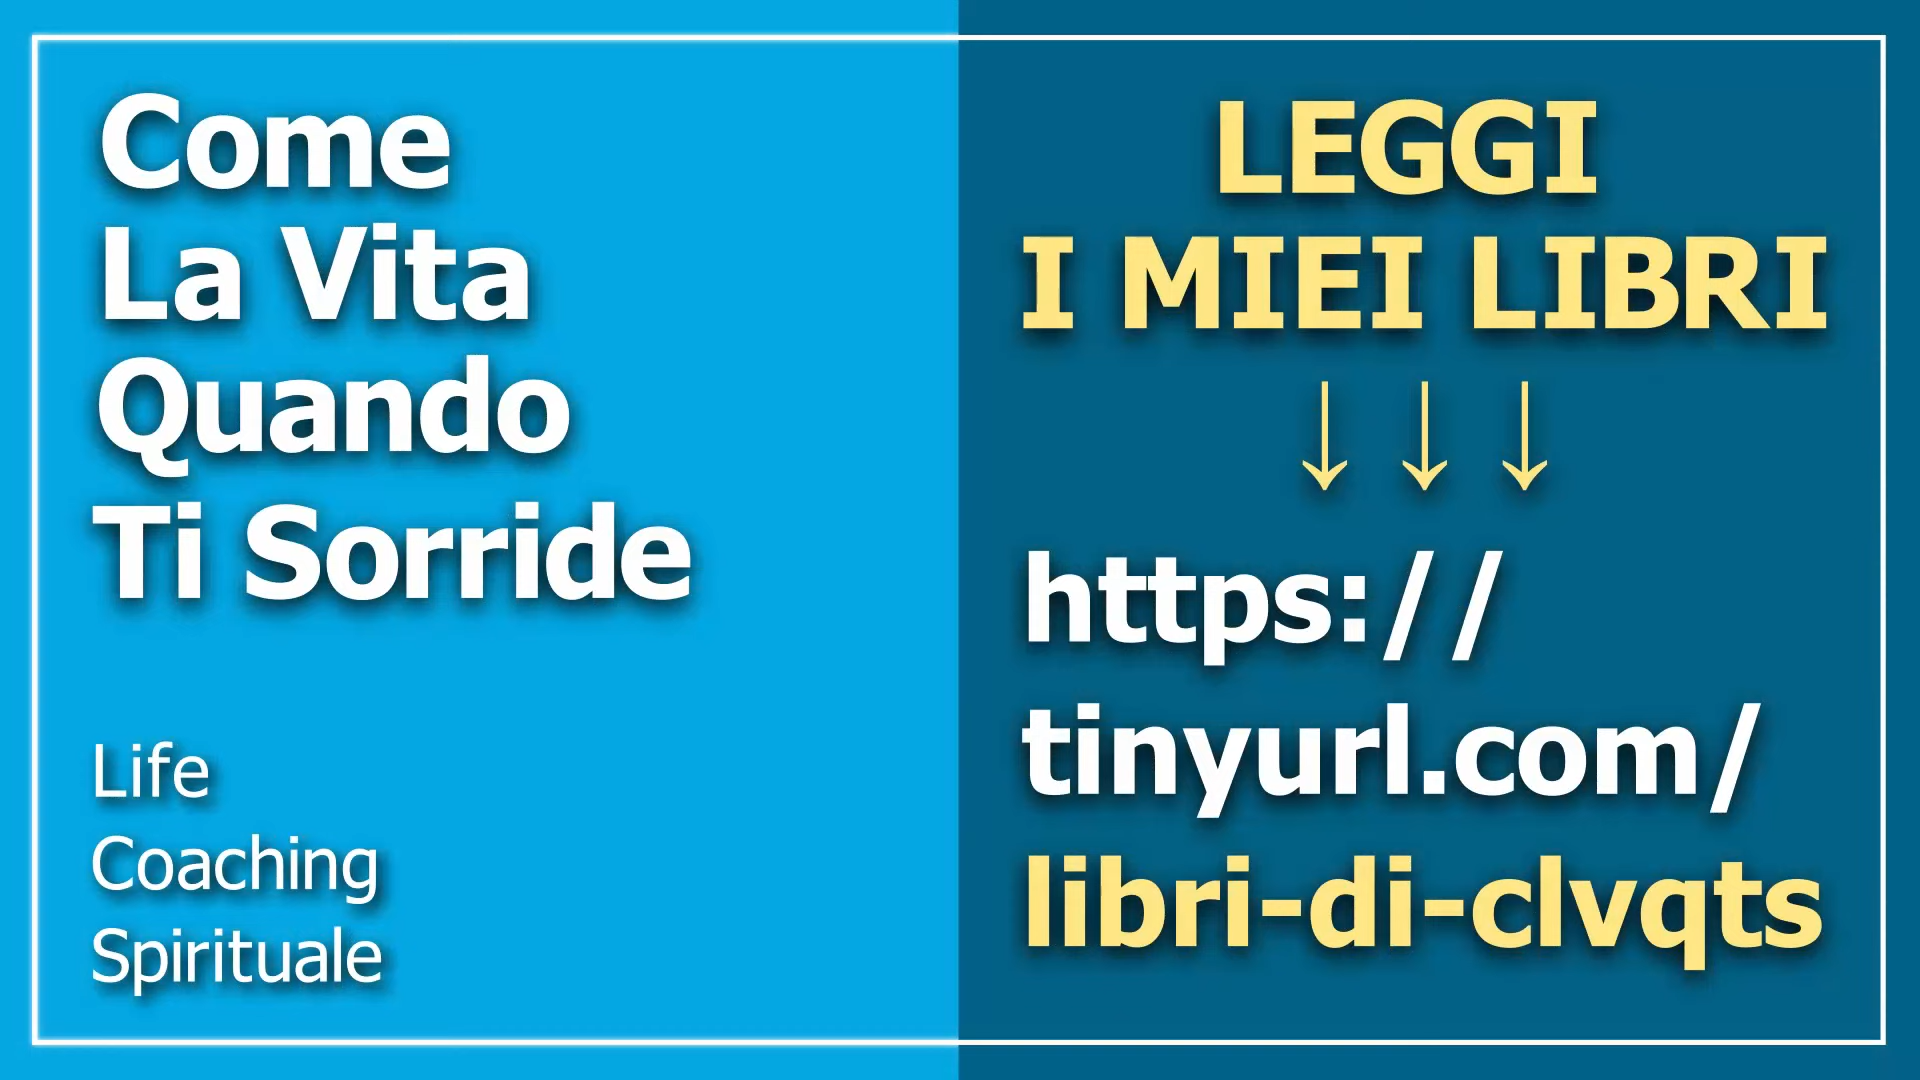 Come
La Vita
Quando
Ti Sorride
Life
Coaching
Spirituale
LEGGI
I MIEI LIBRI
↓ ↓ ↓
https://
tinyurl.com/
libri-di-clvqts